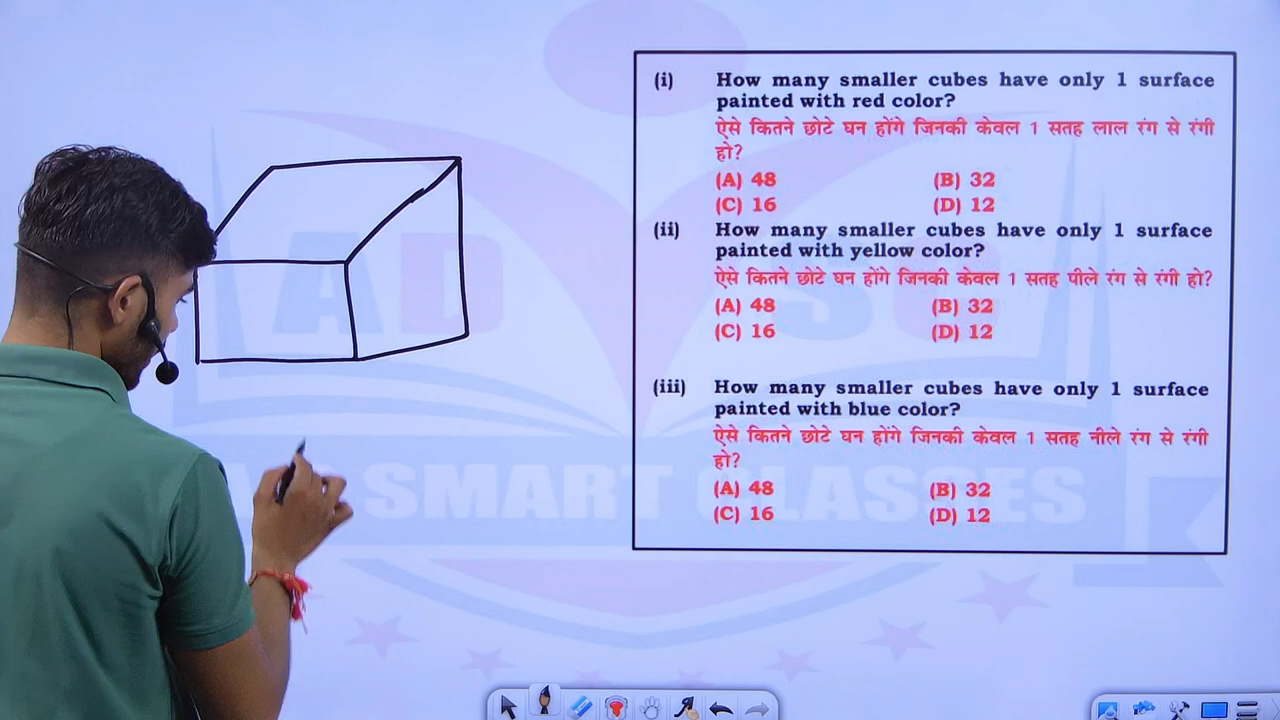 (i) How many smaller cubes have only 1 surface
painted with red color?
ऐसे कितने छोटे घन होंगे जिनकी केवल 1 सतह लाल रंग से रंगी
हो?
(A) 48 (B) 32
(C) 16 (D) 12
(ii) How many smaller cubes have only 1 surface
painted with yellow color?
ऐसे कितने छोटे घन होंगे जिनकी केवल 1 सतह पीले रंग से रंगी हो?
(A) 48 (B) 32
(C) 16 (D) 12
(iii) How many smaller cubes have only 1 surface
painted with blue color?
ऐसे कितने छोटे घन होंगे जिनकी केवल 1 सतह नीले रंग से रंगी
हो?
(A) 48 (B) 32
(C) 16 (D) 12
SMART CLASSES